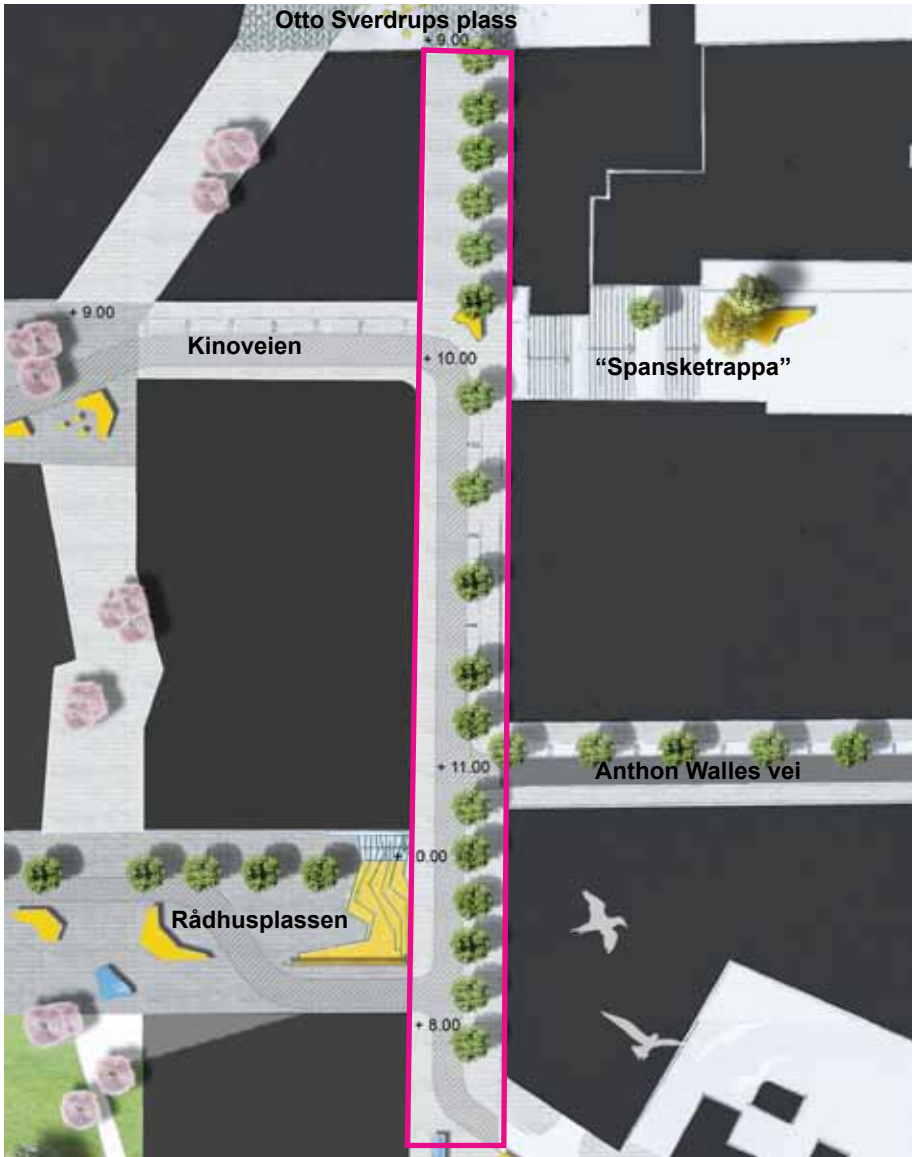 Otto Sverdrups plass
+ 9.00
+ 9.00
Kinoveien
+ 10.00
“Spansketrappa”
+ 11.00
Anthon Walles vei
+ 10.00
Rådhusplassen
+ 8.00